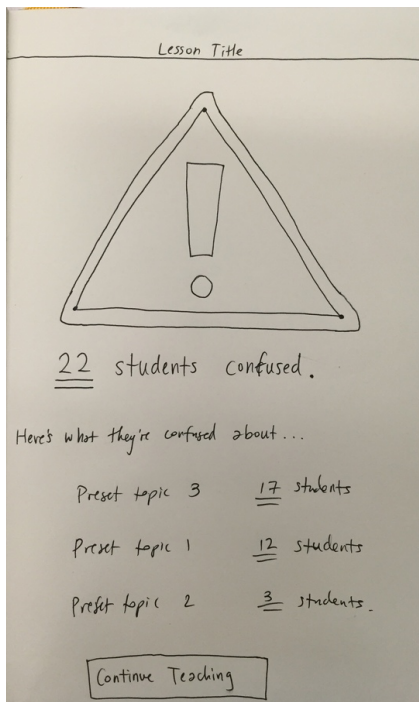 Lesson Title
!
22 students confused.
Here's what they're confused about...
Preset topic 3 17 students
Preset topic 1 12 students
Preset topic 2 3 students.
Continue Teaching